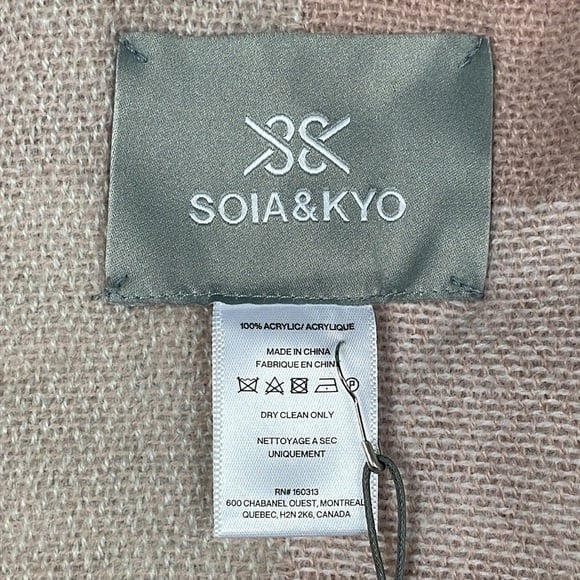 SOIA&KYO
100% ACRYLIC/ ACRYLIQUE
MADE IN CHINA
FABRIQUE EN CHIN
P
DRY CLEAN ONLY
NETTOYAGE A SEC
UNIQUEMENT
RN# 160313
600 CHABANEL OUEST, MONTREAL
QUEBEC, H2N 2K6, CANADA